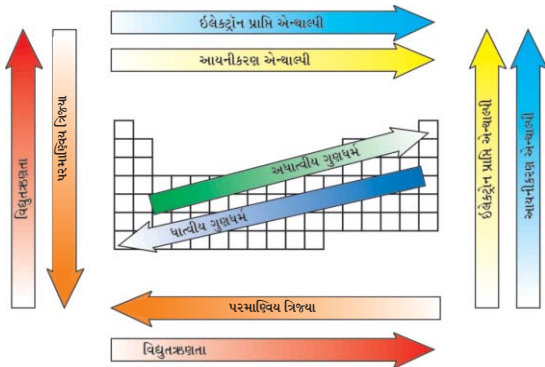 ઈલેક્ટ્રૉન પ્રાપ્તિ એન્થાલ્પી
આયનીકરણ એન્થાલ્પી
વિદ્યુતઋણતા
પરમાણ્વિય ત્રિજ્યા
અધાત્વીય ગુણધર્મ
ધાત્વીય ગુણધર્મ
ઈલેક્ટ્રૉન પ્રાપ્તિ એન્થાલ્પી
આયનીકરણ એન્થાલ્પી
પરમાણ્વિય ત્રિજ્યા
વિદ્યુતઋણતા